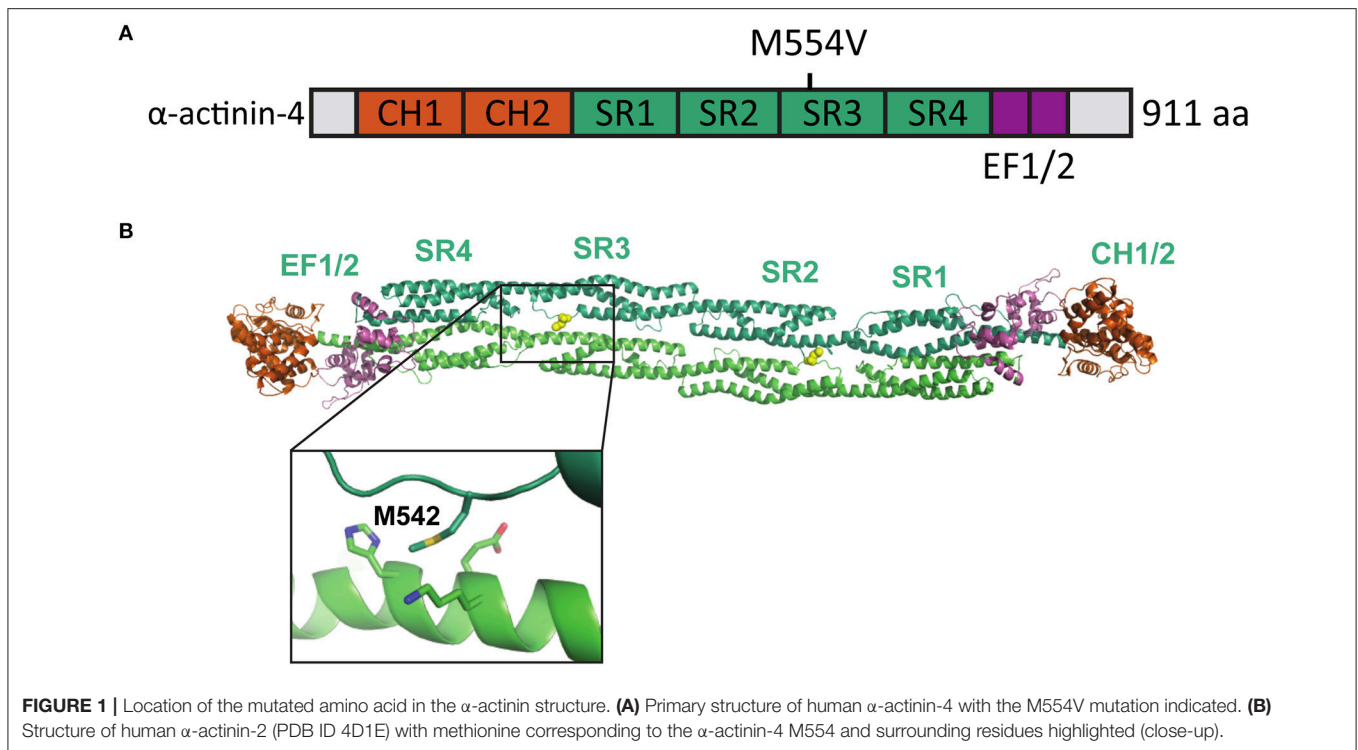 A
M554V
α-actinin-4
CH1 CH2 SR1 SR2 SR3 SR4
911 aa
EF1/2
B
EF1/2 SR4 SR3 SR2 SR1 CH1/2
M542
FIGURE 1 | Location of the mutated amino acid in the α-actinin structure. (A) Primary structure of human α-actinin-4 with the M554V mutation indicated. (B)
Structure of human α-actinin-2 (PDB ID 4D1E) with methionine corresponding to the α-actinin-4 M554 and surrounding residues highlighted (close-up).